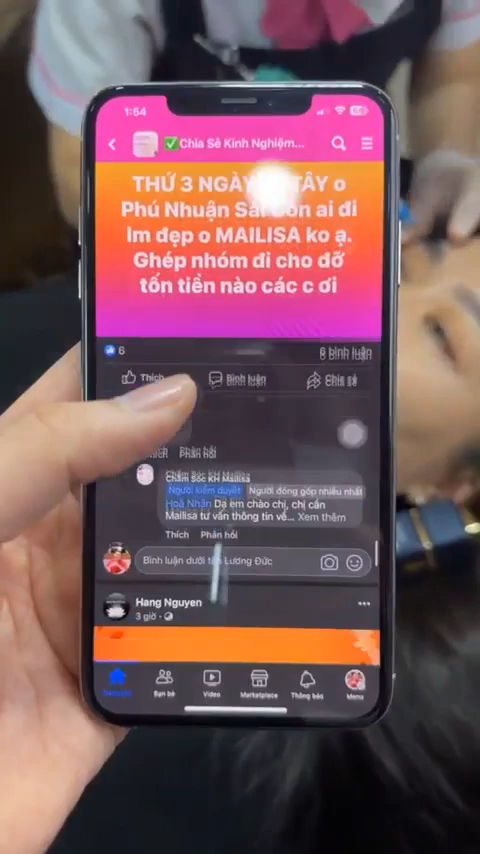 1:54
Chia Sẻ Kinh Nghiệm...
THỨ 3 NGÀY TÂY o
Phú Nhuận Sài Gòn ai đi
lm đẹp o MAILISA ko ạ.
Ghép nhóm đi cho đỡ
tốn tiền nào các c ơi
6
8 bình luận
Thích
Bình luận
Chia sẻ
Phản hồi
Chăm Sóc KH Mailisa
Người kiểm duyệt Người đóng góp nhiều nhất
Hoà Nhân Dạ em chào chị, chị cần
Mailisa tư vấn thông tin về... Xem thêm
Thích Phản hồi
Bình luận dưới tên Lương Đức
Hang Nguyen
3 giờ
Bạn bè
Video
Marketplace
Thông báo
Menu